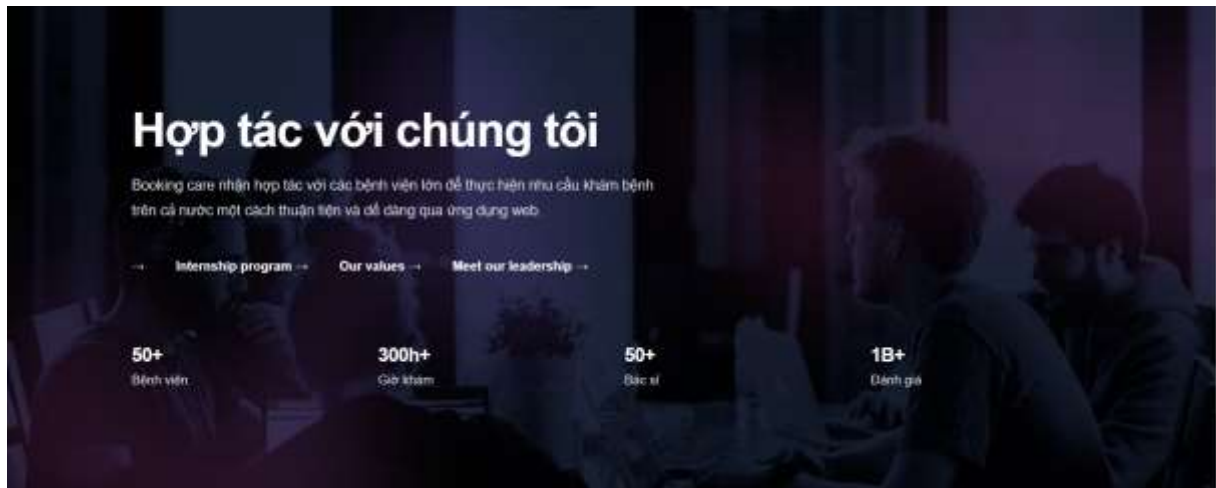 Hợp tác với chúng tôi
Booking care nhận hợp tác với các bệnh viện lớn để thực hiện nhu cầu khám bệnh
trên cả nước một cách thuận tiện và dễ dàng qua ứng dụng web
→ Internship program → Our values → Meet our leadership →
50+ 300h+ 50+ 1B+
Bệnh viện Giờ khám Bác sĩ Đánh giá